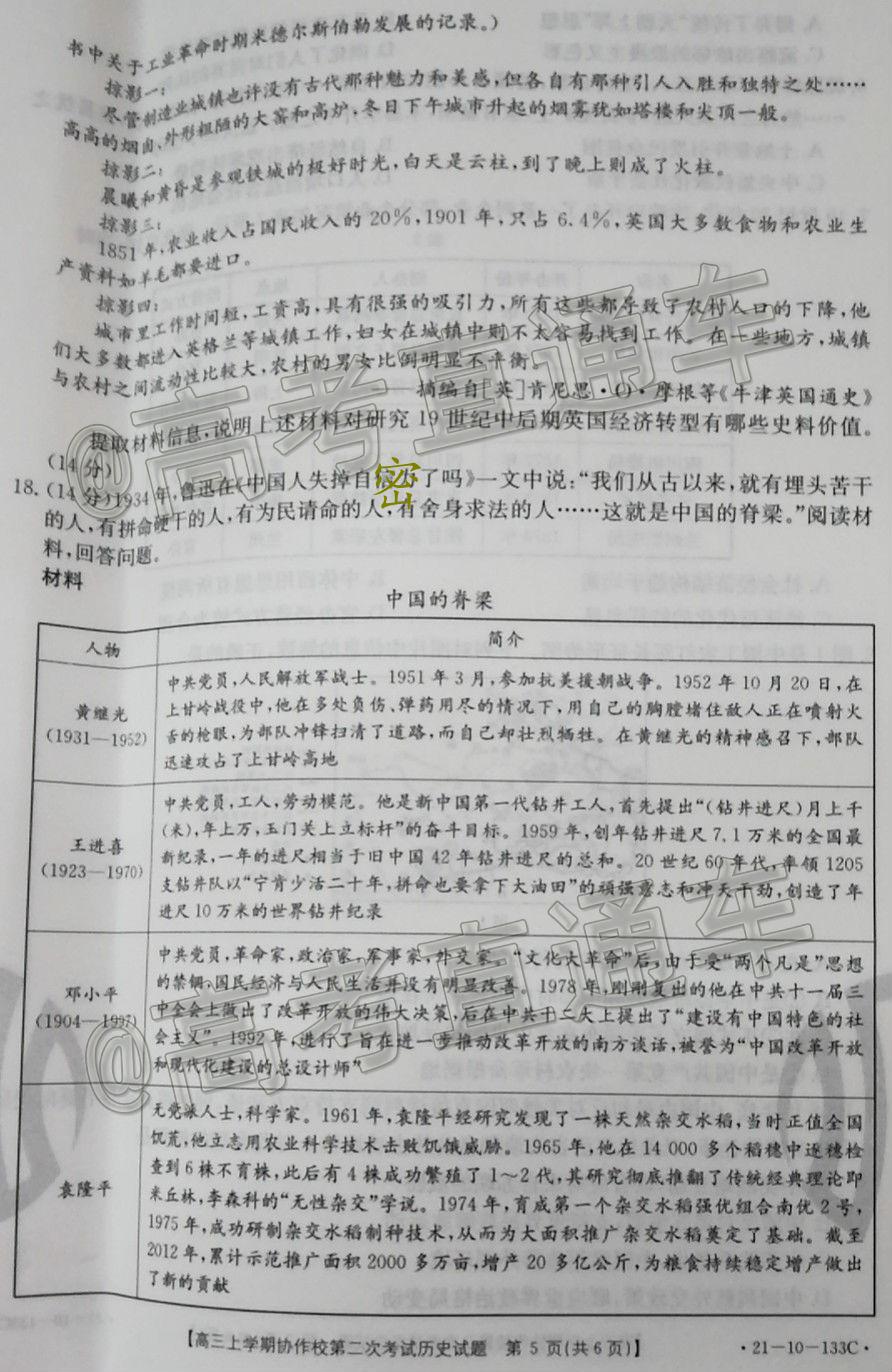 书中关于工业革命时期米德尔斯伯勒发展的记录。)
掠影一:
尽管制造业城镇也许没有古代那种魅力和美感,但各自有那种引人入胜和独特之处……
高高的烟囱、外形粗陋的大窑和高炉,冬日下午城市升起的烟雾犹如塔楼和尖顶一般。
掠影二:
晨曦和黄昏是参观铁城的极好时光,白天是云柱,到了晚上则成了火柱。
掠影三:
1851年,农业收入占国民收入的20%,1901年,只占6.4%,英国大多数食物和农业生
产资料如羊毛都要进口。
掠影四:
城市里工作时间短,工资高,具有很强的吸引力,所有这些都导致了农村人口的下降,他
们大多数都进入英格兰等城镇工作,妇女在城镇中则不太容易找到工作。在一些地方,城镇
与农村之间流动性比较大,农村的男女比例明显不平衡。
——摘编自[英]肯尼思·O·摩根等《牛津英国通史》
提取材料信息,说明上述材料对研究19世纪中后期英国经济转型有哪些史料价值。
(14分)
18.(14分)1934年,鲁迅在《中国人失掉自信力了吗》一文中说:“我们从古以来,就有埋头苦干
的人,有拼命硬干的人,有为民请命的人,有舍身求法的人……这就是中国的脊梁。”阅读材
料,回答问题。
材料
中国的脊梁
人物 简介
黄继光
(1931—1952)
中共党员,人民解放军战士。1951年3月,参加抗美援朝战争。1952年10月20日,在
上甘岭战役中,他在多处负伤、弹药用尽的情况下,用自己的胸膛堵住敌人正在喷射火
舌的枪眼,为部队冲锋扫清了道路,而自己却壮烈牺牲。在黄继光的精神感召下,部队
迅速攻占了上甘岭高地
王进喜
(1923—1970)
中共党员,工人,劳动模范。他是新中国第一代钻井工人,首先提出“(钻井进尺)月上千
(米),年上万,玉门关上立标杆”的奋斗目标。1959年,创年钻井进尺7.1万米的全国最
新纪录,一年的进尺相当于旧中国42年钻井进尺的总和。20世纪60年代,率领1205
支钻井队以“宁肯少活二十年,拼命也要拿下大油田”的顽强意志和冲天干劲,创造了年
进尺10万米的世界钻井纪录
邓小平
(1904—1997)
中共党员,革命家,政治家,军事家,外交家。“文化大革命”后,由于受“两个凡是”思想
的禁锢,国民经济与人民生活并没有明显改善。1978年,刚刚复出的他在中共十一届三
中全会上做出了改革开放的伟大决策,后在中共十二大上提出了“建设有中国特色的社
会主义”。1992年,进行了旨在进一步推动改革开放的南方谈话,被誉为“中国改革开放
和现代化建设的总设计师”
袁隆平
无党派人士,科学家。1961年,袁隆平经研究发现了一株天然杂交水稻,当时正值全国
饥荒,他立志用农业科学技术击败饥饿威胁。1965年,他在14 000多个稻穗中逐穗检
查到6株不育株,此后有4株成功繁殖了1~2代,其研究彻底推翻了传统经典理论即
米丘林,李森科的“无性杂交”学说。1974年,育成第一个杂交水稻强优组合南优2号,
1975年,成功研制杂交水稻制种技术,从而为大面积推广杂交水稻奠定了基础。截至
2012年,累计示范推广面积2000多万亩,增产20多亿公斤,为粮食持续稳定增产做出
了新的贡献
【高三上学期协作校第二次考试历史试题 第5页(共6页)】
·21-10-133C·
@高考直通车
@高考直通车
密